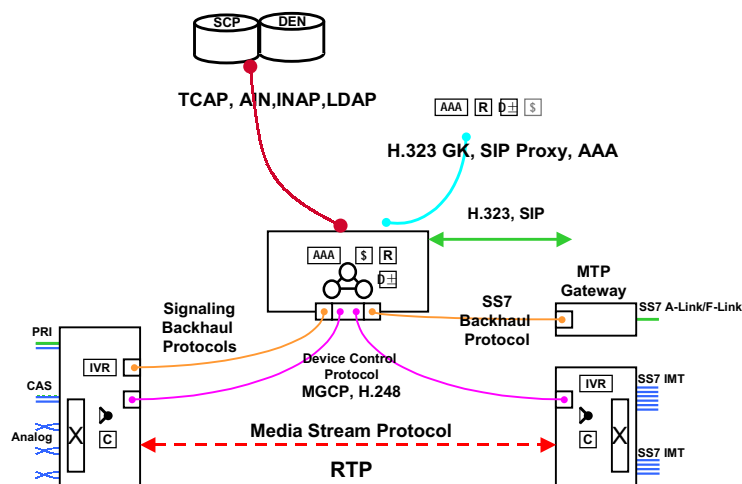 SCP DEN
TCAP, AIN,INAP,LDAP
AAA R D± $
H.323 GK, SIP Proxy, AAA
H.323, SIP
AAA $ R
D±
MTP
Gateway
SS7 A-Link/F-Link
Signaling
Backhaul
Protocols
SS7
Backhaul
Protocol
PRI
IVR
Device Control
Protocol
MGCP, H.248
IVR
SS7 IMT
CAS
Analog
X
C
Media Stream Protocol
RTP
C
X
SS7 IMT